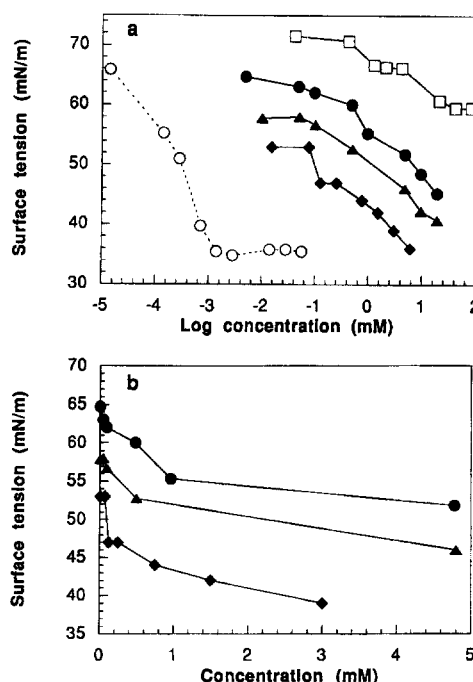 a
Surface tension (mN/m)
70
60
50
40
30
-5 -4 -3 -2 -1 0 1 2
Log concentration (mM)
b
Surface tension (mN/m)
70
65
60
55
50
45
40
35
0 1 2 3 4 5
Concentration (mM)